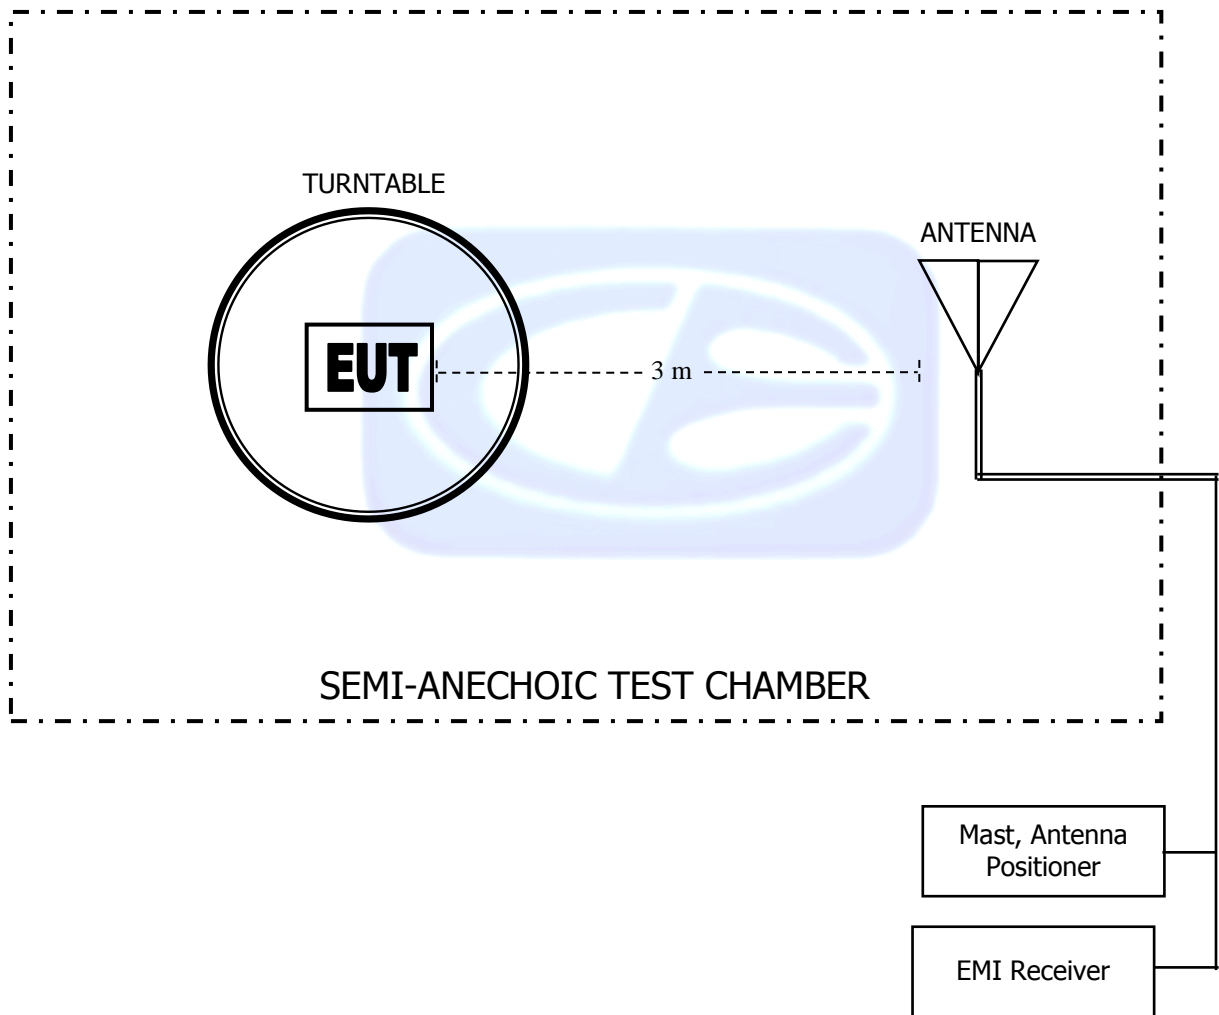 TURNTABLE
ANTENNA
EUT
3 m
SEMI-ANECHOIC TEST CHAMBER
Mast, Antenna
Positioner
EMI Receiver